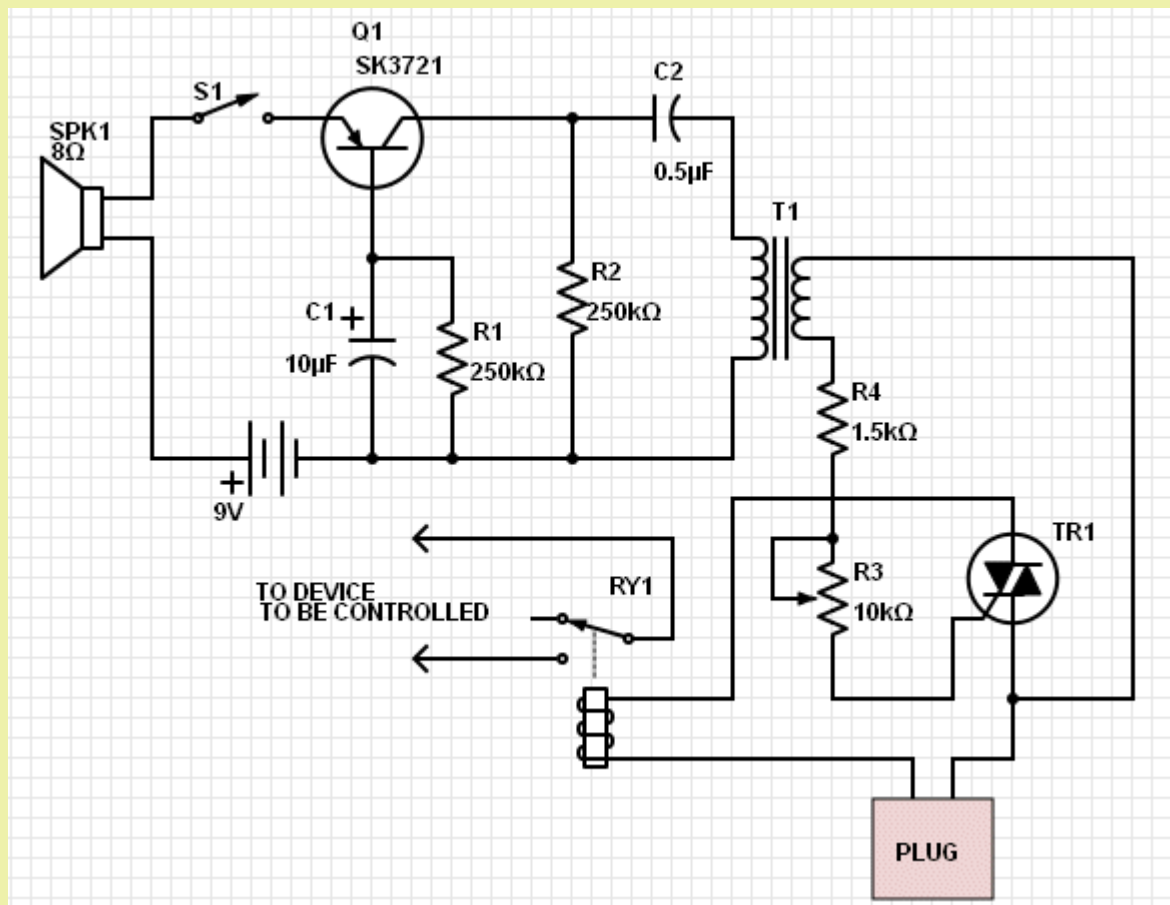 Q1
SK3721
C2
S1
SPK1
8Ω
0.5µF
T1
R2
250kΩ
C1 +
R1
10µF
250kΩ
R4
1.5kΩ
+
9V
TR1
R3
10kΩ
RY1
TO DEVICE
TO BE CONTROLLED
PLUG